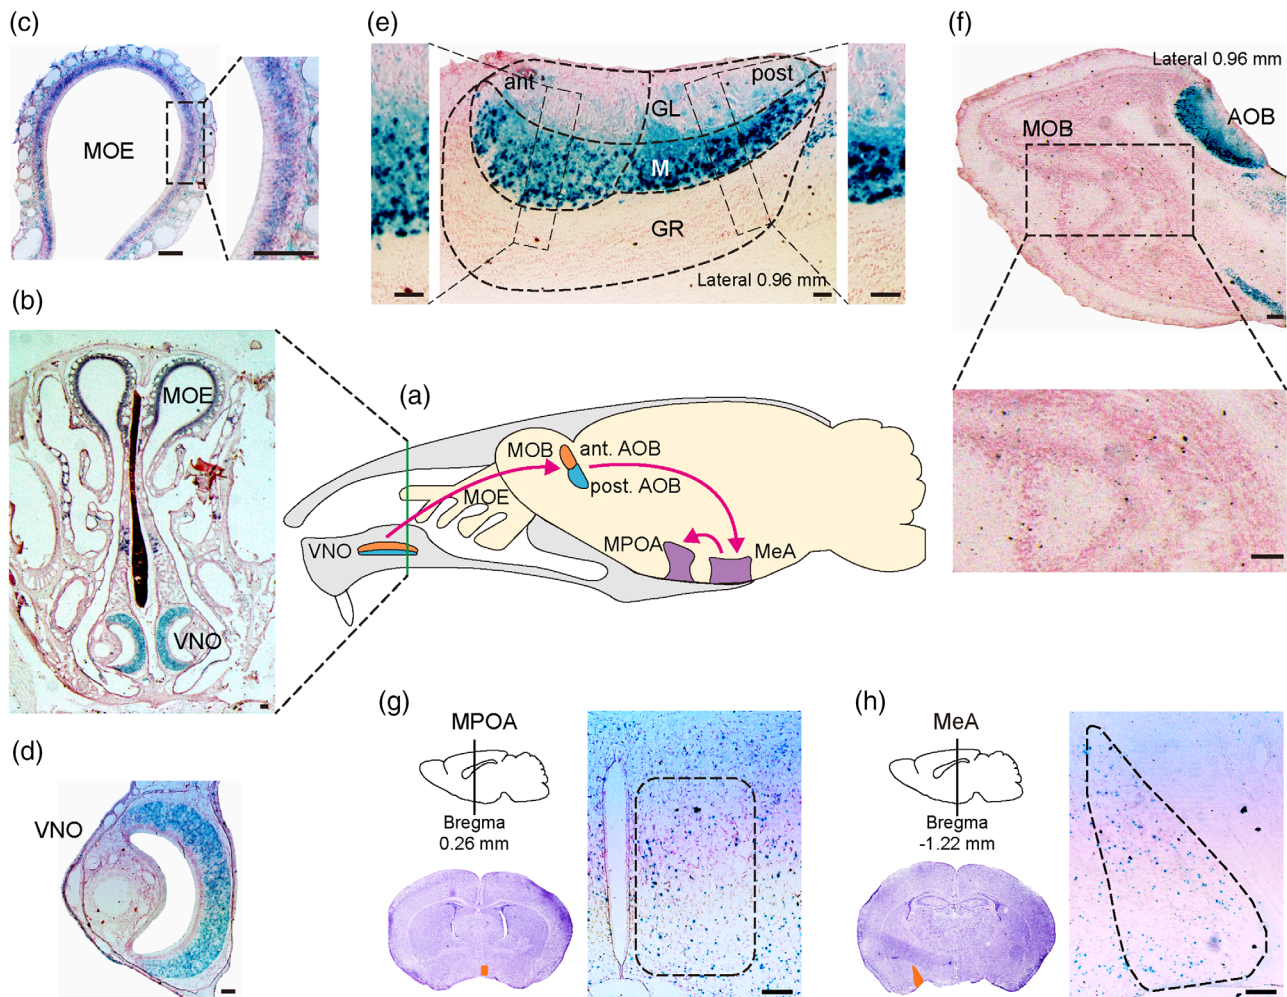 (c)
MOE
(e)
ant
post
GL
M
GR
Lateral 0.96 mm
(f)
Lateral 0.96 mm
AOB
MOB
(b)
MOE
VNO
(a)
MOB
ant. AOB
post. AOB
MOE
VNO
MPOA
MeA
(d)
VNO
(g)
MPOA
Bregma
0.26 mm
(h)
MeA
Bregma
-1.22 mm